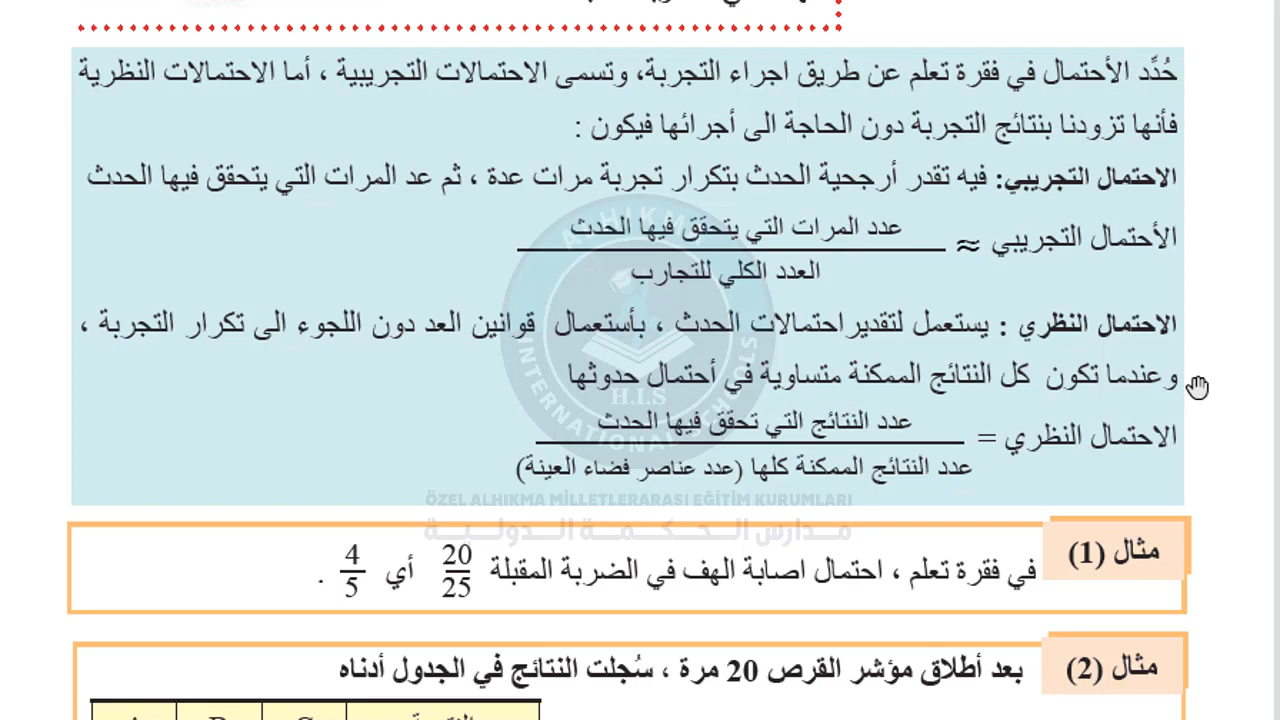 حُدِّد الأحتمال في فقرة تعلم عن طريق اجراء التجربة، وتسمى الاحتمالات التجريبية ، أما الاحتمالات النظرية
فأنها تزودنا بنتائج التجربة دون الحاجة الى أجرائها فيكون :
الاحتمال التجريبي: فيه تقدر أرجحية الحدث بتكرار تجربة مرات عدة ، ثم عد المرات التي يتحقق فيها الحدث
عدد المرات التي يتحقق فيها الحدث
الأحتمال التجريبي ≈
العدد الكلي للتجارب
الاحتمال النظري : يستعمل لتقدير احتمالات الحدث ، بأستعمال قوانين العد دون اللجوء الى تكرار التجربة ،
وعندما تكون كل النتائج الممكنة متساوية في أحتمال حدوثها
عدد النتائج التي تحقق فيها الحدث
الاحتمال النظري =
عدد النتائج الممكنة كلها (عدد عناصر فضاء العينة)
ALHIKMA INTERNATIONAL SCHOOLS
H.I.S
ÖZEL ALHIKMA MİLLETLERARASI EĞİTİM KURUMLARI
مدارس الحكمة الدولية
مثال (1)
في فقرة تعلم ، احتمال اصابة الهف في الضربة المقبلة 20/25 أي 4/5 .
مثال (2)
بعد أطلاق مؤشر القرص 20 مرة ، سُجلت النتائج في الجدول أدناه